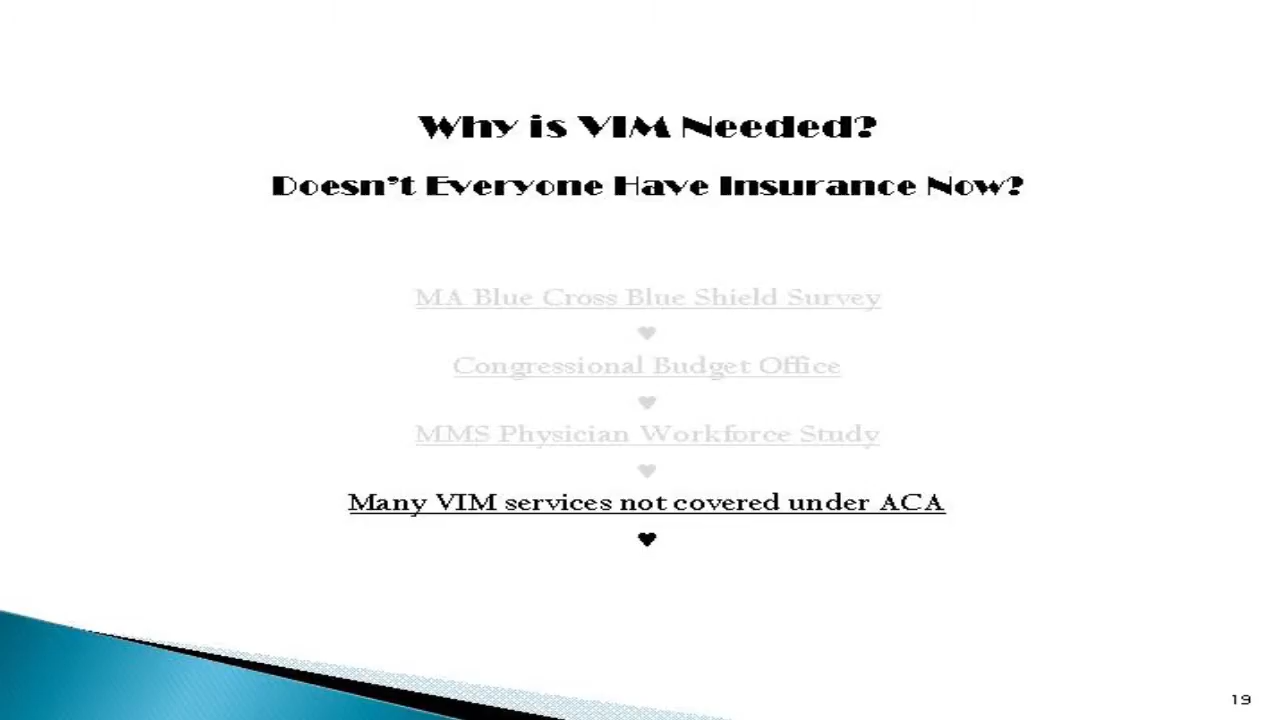 Why is VIM Needed?
Doesn't Everyone Have Insurance Now?
MA Blue Cross Blue Shield Survey
♥
Congressional Budget Office
♥
MMS Physician Workforce Study
♥
Many VIM services not covered under ACA
♥
19